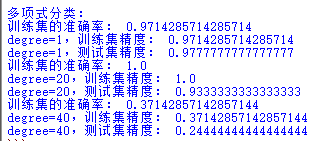 多项式分类：
训练集的准确率： 0.9714285714285714
degree=1，训练集精度： 0.9714285714285714
degree=1，测试集精度： 0.9777777777777777
训练集的准确率： 1.0
degree=20，训练集精度： 1.0
degree=20，测试集精度： 0.9333333333333333
训练集的准确率： 0.37142857142857144
degree=40，训练集精度： 0.37142857142857144
degree=40，测试集精度： 0.24444444444444444